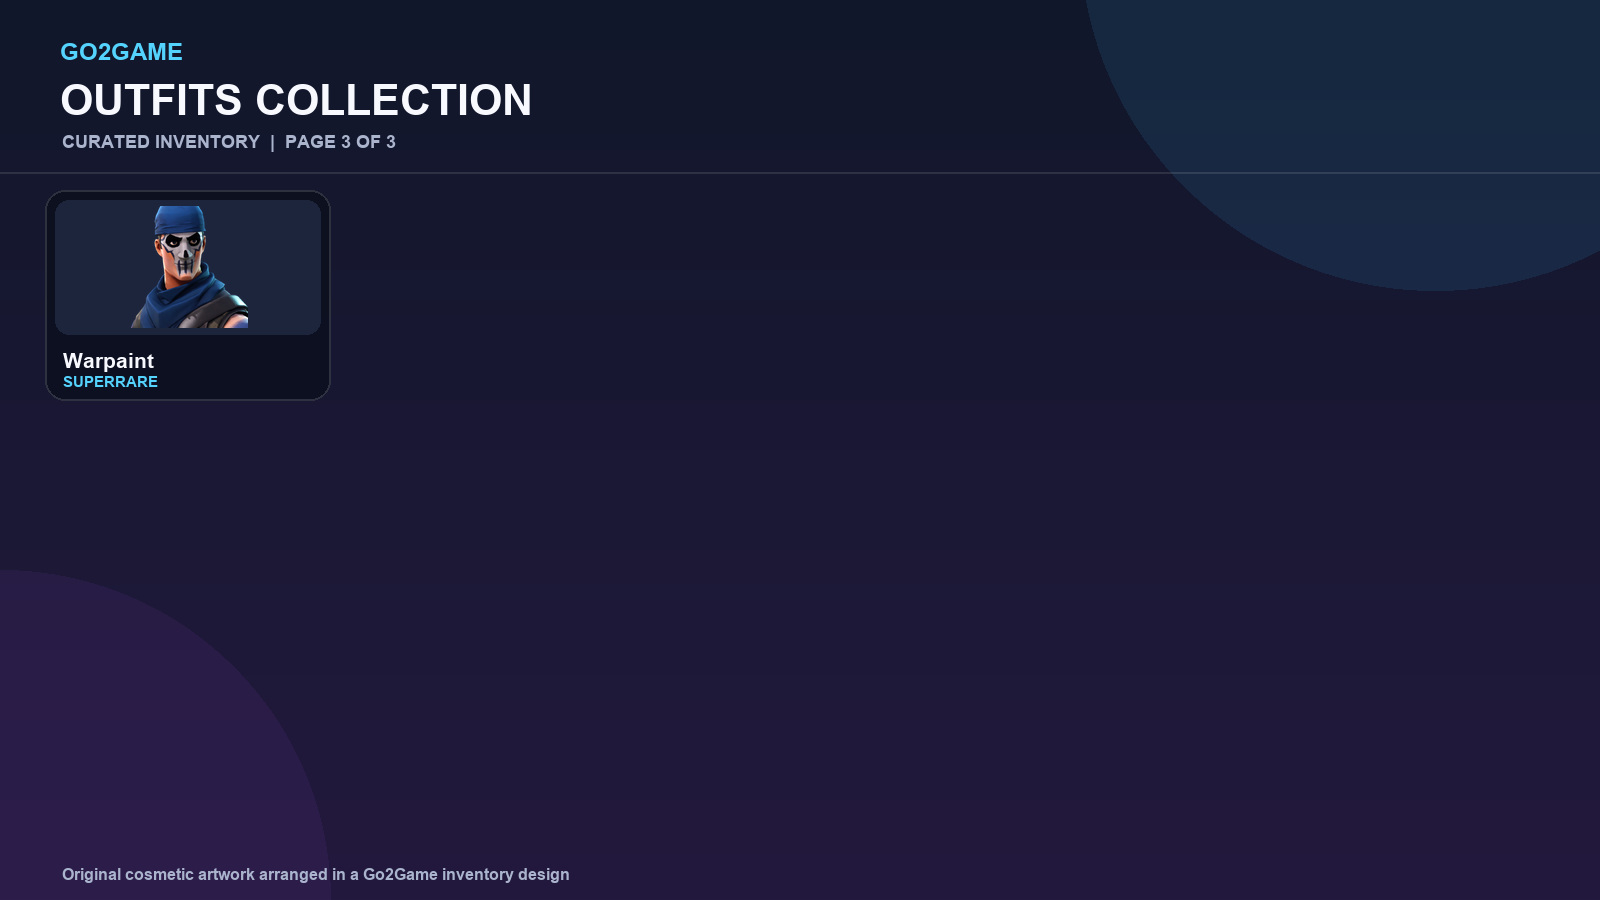 GO2GAME
OUTFITS COLLECTION
CURATED INVENTORY | PAGE 3 OF 3
Warpaint
SUPERRARE
Original cosmetic artwork arranged in a Go2Game inventory design